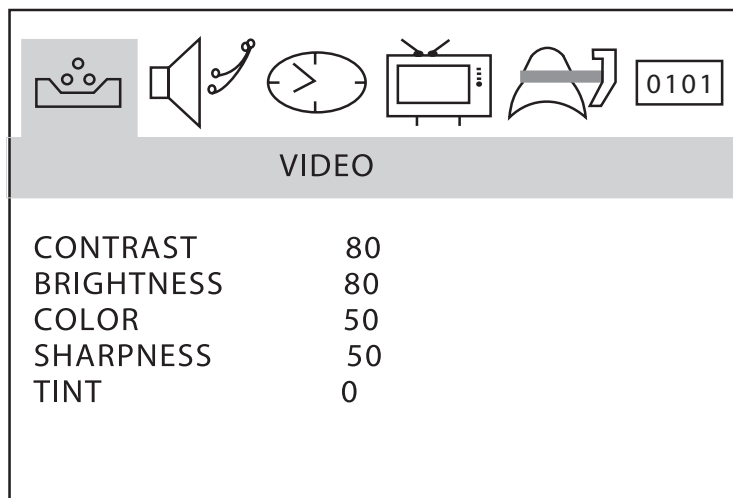 0101
VIDEO
CONTRAST 80
BRIGHTNESS 80
COLOR 50
SHARPNESS 50
TINT 0